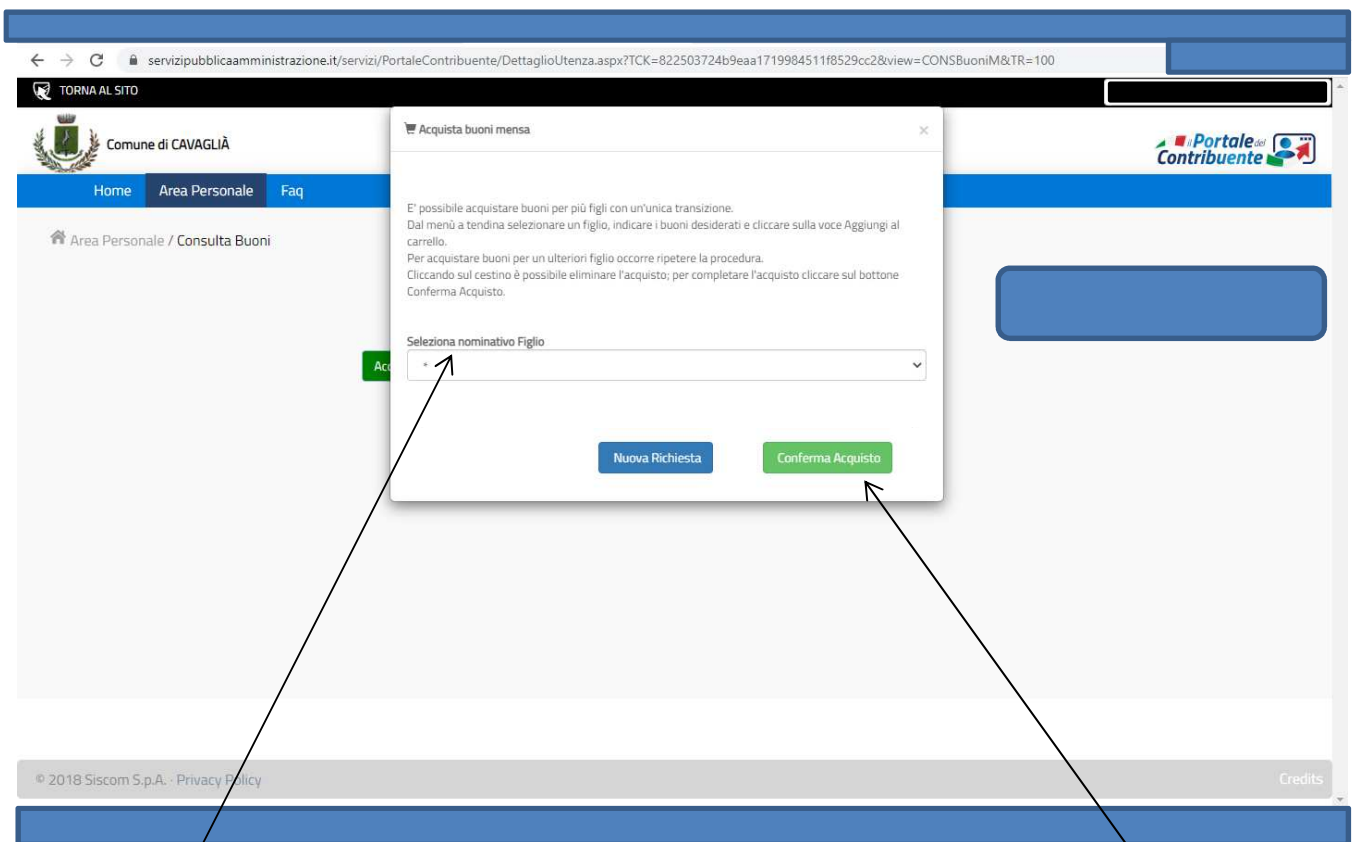 servizipubblicaamministrazione.it/servizi/PortaleContribuente/DettaglioUtenza.aspx?TCK=822503724b9eaa1719984511f8529cc2&view=CONSBuoniM&TR=100
TORNA AL SITO
Comune di CAVAGLIÀ
il Portale del
Contribuente
Home Area Personale Faq
Area Personale / Consulta Buoni
Acquista buoni mensa ×
E' possibile acquistare buoni per più figli con un'unica transizione.
Dal menù a tendina selezionare un figlio, indicare i buoni desiderati e cliccare sulla voce Aggiungi al
carrello.
Per acquistare buoni per un ulteriori figlio occorre ripetere la procedura.
Cliccando sul cestino è possibile eliminare l'acquisto; per completare l'acquisto cliccare sul bottone
Conferma Acquisto.
Seleziona nominativo Figlio
*
Nuova Richiesta Conferma Acquisto
© 2018 Siscom S.p.A. · Privacy Policy Credits